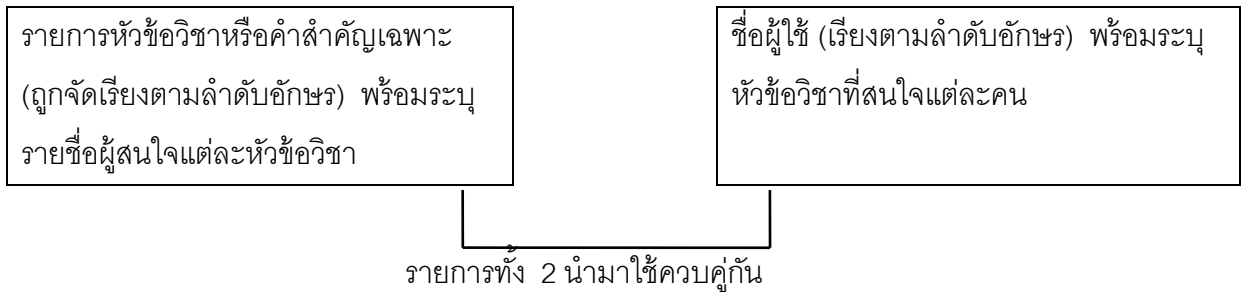 รายการหัวข้อวิชาหรือคำสำคัญเฉพาะ
(ถูกจัดเรียงตามลำดับอักษร) พร้อมระบุ
รายชื่อผู้สนใจแต่ละหัวข้อวิชา
ชื่อผู้ใช้ (เรียงตามลำดับอักษร) พร้อมระบุ
หัวข้อวิชาที่สนใจแต่ละคน
รายการทั้ง 2 นำมาใช้ควบคู่กัน